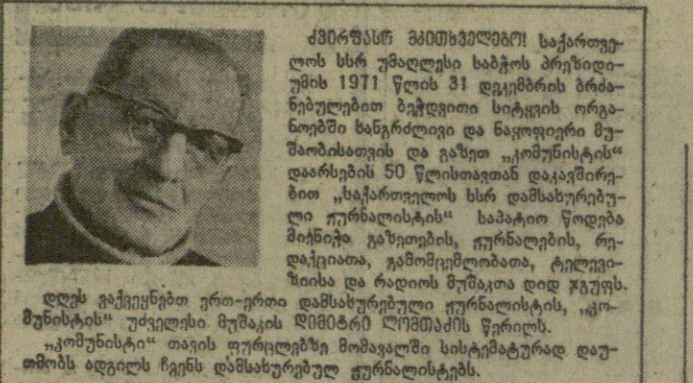 ძვირფასო მკითხველებო! საქართვე-
ლოს სსრ უმაღლესი საბჭოს პრეზიდი-
უმის 1971 წლის 31 დეკემბრის ბრძა-
ნებულებით ბეჭდვითი სიტყვის ორგა-
ნოებში ხანგრძლივი და ნაყოფიერი მუ-
შაობისათვის და გაზეთ „კომუნისტის“
დაარსების 50 წლისთავთან დაკავშირე-
ბით „საქართველოს სსრ დამსახურებუ-
ლი ჟურნალისტის“ საპატიო წოდება
მიენიჭა გაზეთების, ჟურნალების, რე-
დაქციათა, გამომცემლობათა, ტელევი-
ზიისა და რადიოს მუშაკთა დიდ ჯგუფს.
დღეს ვაქვეყნებთ ერთ-ერთი დამსახურებული ჟურნალისტის, „კო-
მუნისტის“ უძველესი მუშაკის დიმიტრი ლომთაძის წერილს.
„კომუნისტი“ თავის ფურცლებზე მომავალში სისტემატურად დაუ-
თმობს ადგილს ჩვენს დამსახურებულ ჟურნალისტებს.